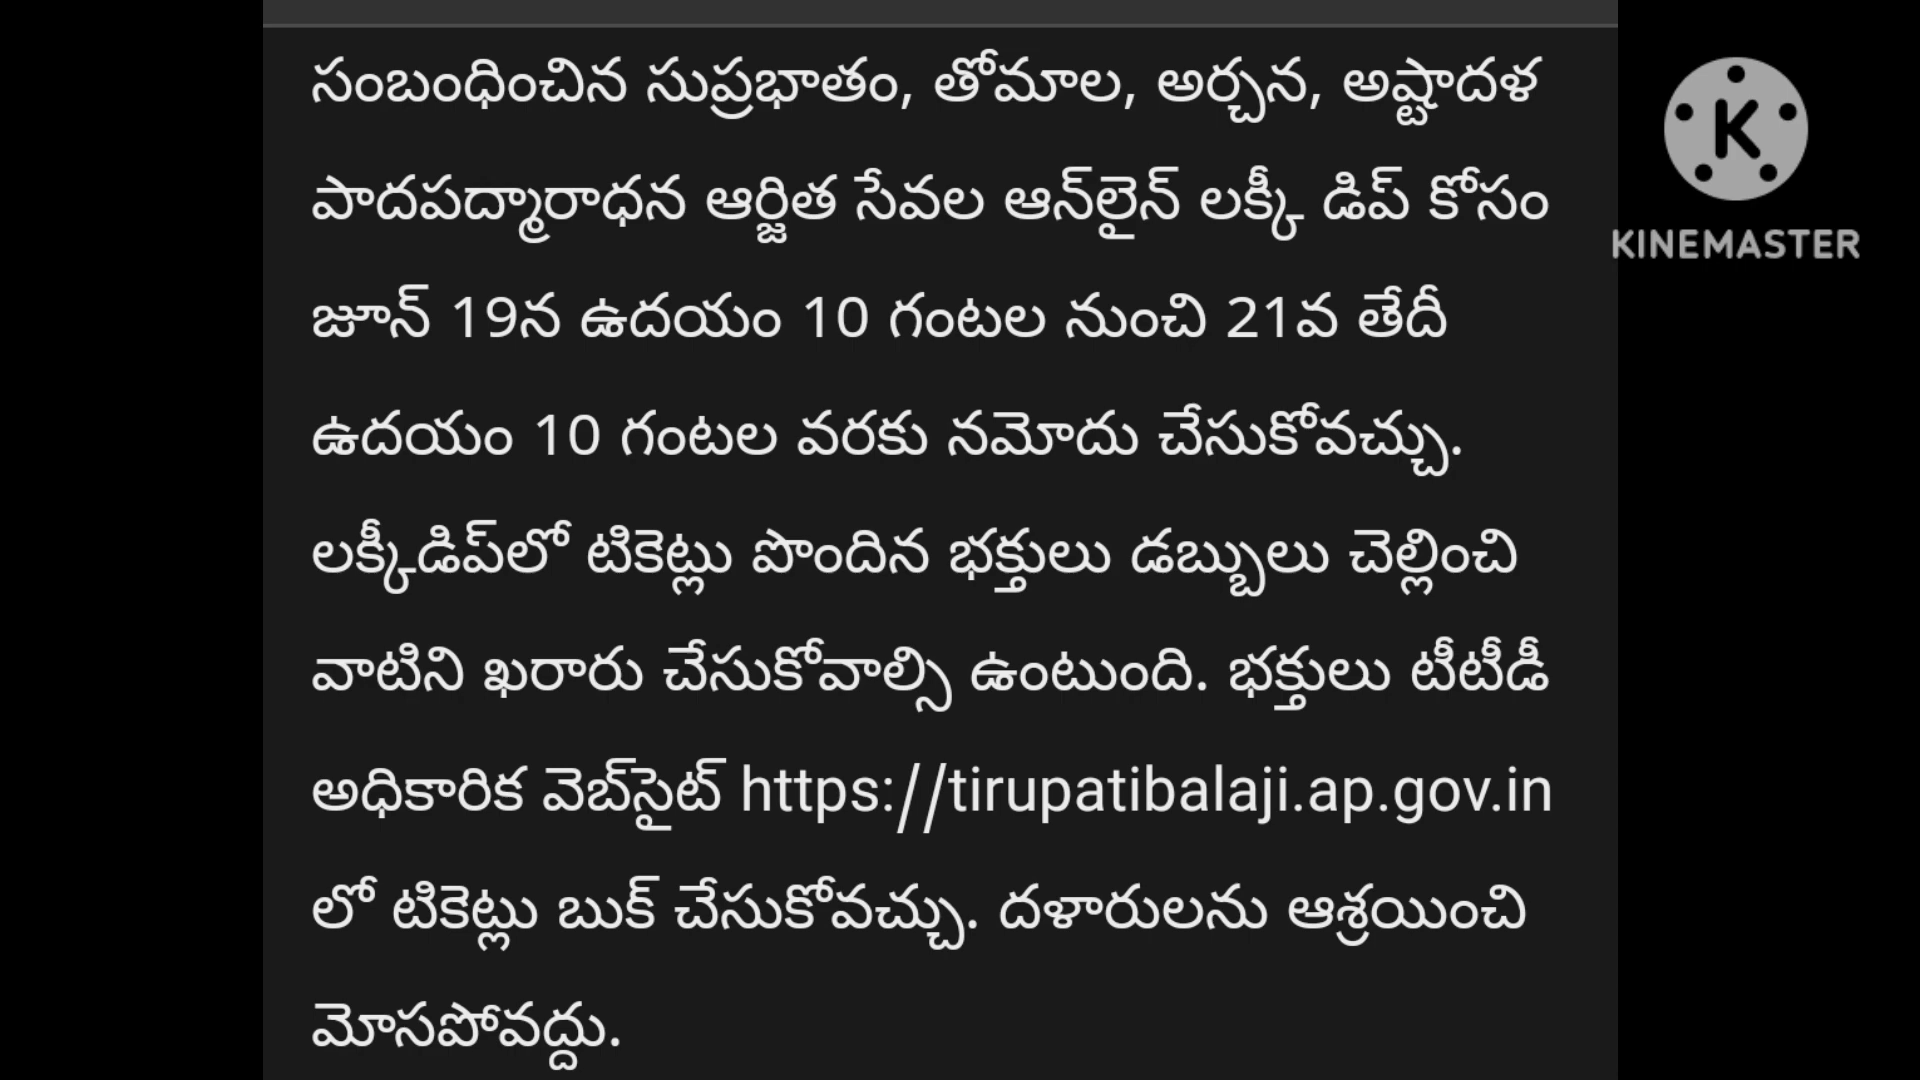 సంబంధించిన సుప్రభాతం, తోమాల, అర్చన, అష్టాదళ
పాదపద్మారాధన ఆర్జిత సేవల ఆన్‌లైన్ లక్కీ డిప్ కోసం
జూన్ 19న ఉదయం 10 గంటల నుంచి 21వ తేదీ
ఉదయం 10 గంటల వరకు నమోదు చేసుకోవచ్చు.
లక్కీడిప్‌లో టికెట్లు పొందిన భక్తులు డబ్బులు చెల్లించి
వాటిని ఖరారు చేసుకోవాల్సి ఉంటుంది. భక్తులు టీటీడీ
అధికారిక వెబ్‌సైట్ https://tirupatibalaji.ap.gov.in
లో టికెట్లు బుక్ చేసుకోవచ్చు. దళారులను ఆశ్రయించి
మోసపోవద్దు.
K
KINEMASTER